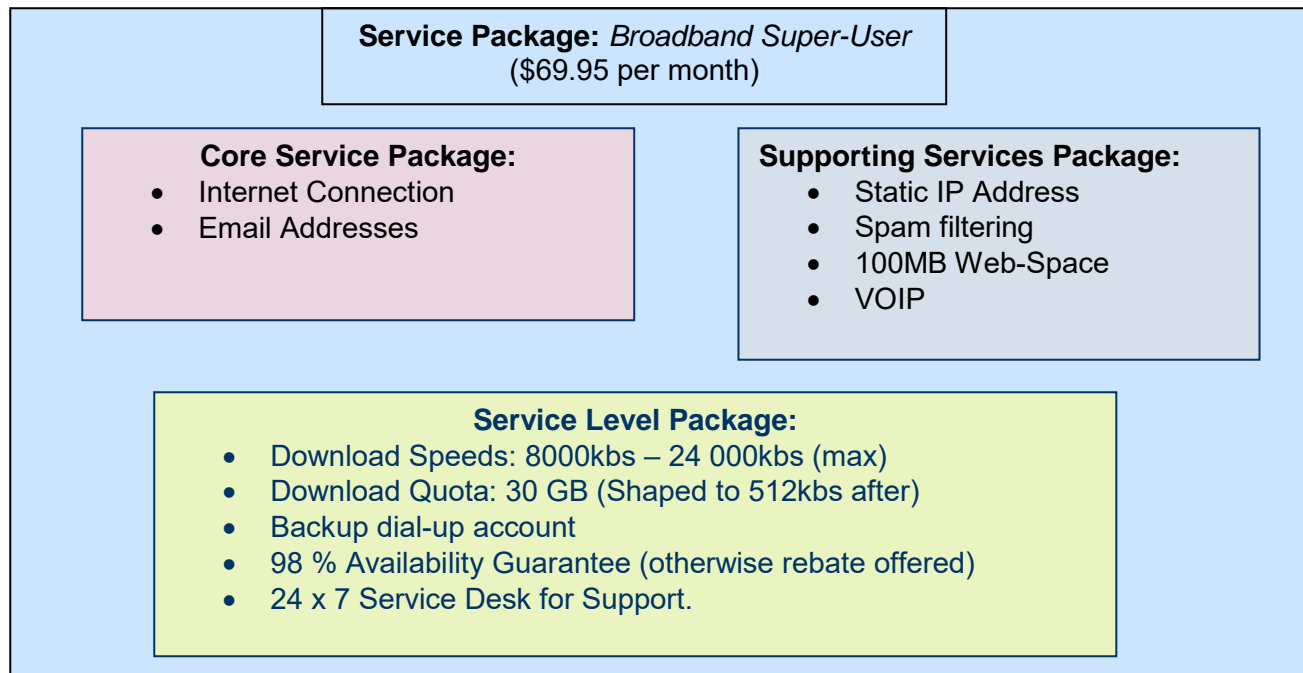 Service Package: Broadband Super-User
($69.95 per month)
Core Service Package:
• Internet Connection
• Email Addresses
Supporting Services Package:
• Static IP Address
• Spam filtering
• 100MB Web-Space
• VOIP
Service Level Package:
• Download Speeds: 8000kbs – 24 000kbs (max)
• Download Quota: 30 GB (Shaped to 512kbs after)
• Backup dial-up account
• 98 % Availability Guarantee (otherwise rebate offered)
• 24 x 7 Service Desk for Support.